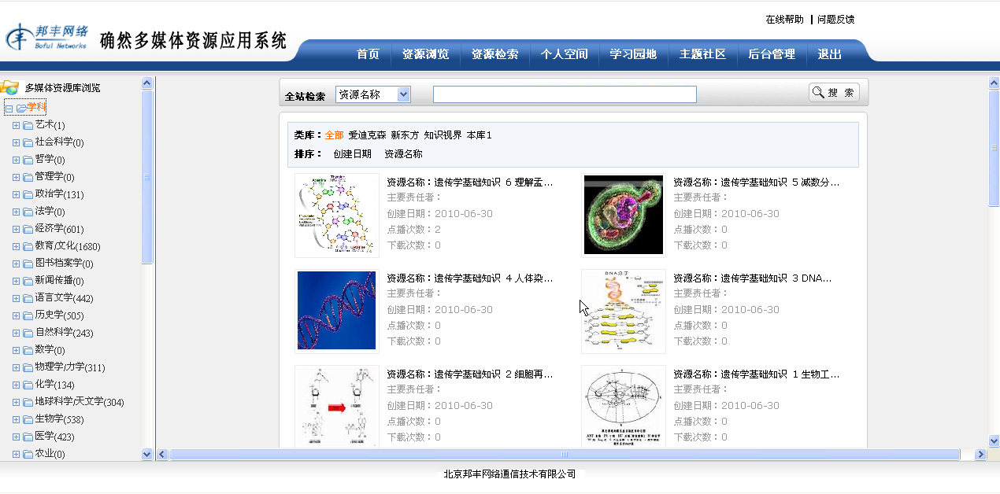 在线帮助 | 问题反馈
邦丰网络
Boful Networks
确然多媒体资源应用系统
首页 资源浏览 资源检索 个人空间 学习园地 主题社区 后台管理 退出
多媒体资源库浏览
学科
艺术(1)
社会科学(0)
哲学(0)
管理学(0)
政治学(131)
法学(0)
经济学(601)
教育/文化(1680)
图书档案学(0)
新闻传播(0)
语言文学(442)
历史学(505)
自然科学(243)
数学(0)
物理学/力学(311)
化学(134)
地球科学/天文学(304)
生物学(538)
医学(423)
农业(0)
全站检索 资源名称 搜 索
类库： 全部 爱迪克森 新东方 知识视界 本库1
排序： 创建日期 资源名称
资源名称：遗传学基础知识 6 理解孟...
主要责任者：
创建日期：2010-06-30
点播次数：2
下载次数：0
资源名称：遗传学基础知识 5 减数分...
主要责任者：
创建日期：2010-06-30
点播次数：0
下载次数：0
资源名称：遗传学基础知识 4 人体染...
主要责任者：
创建日期：2010-06-30
点播次数：0
下载次数：0
DNA分子
资源名称：遗传学基础知识 3 DNA...
主要责任者：
创建日期：2010-06-30
点播次数：0
下载次数：0
资源名称：遗传学基础知识 2 细胞再...
主要责任者：
创建日期：2010-06-30
点播次数：0
下载次数：0
资源名称：遗传学基础知识 1 生物工...
主要责任者：
创建日期：2010-06-30
点播次数：0
下载次数：0
北京邦丰网络通信技术有限公司